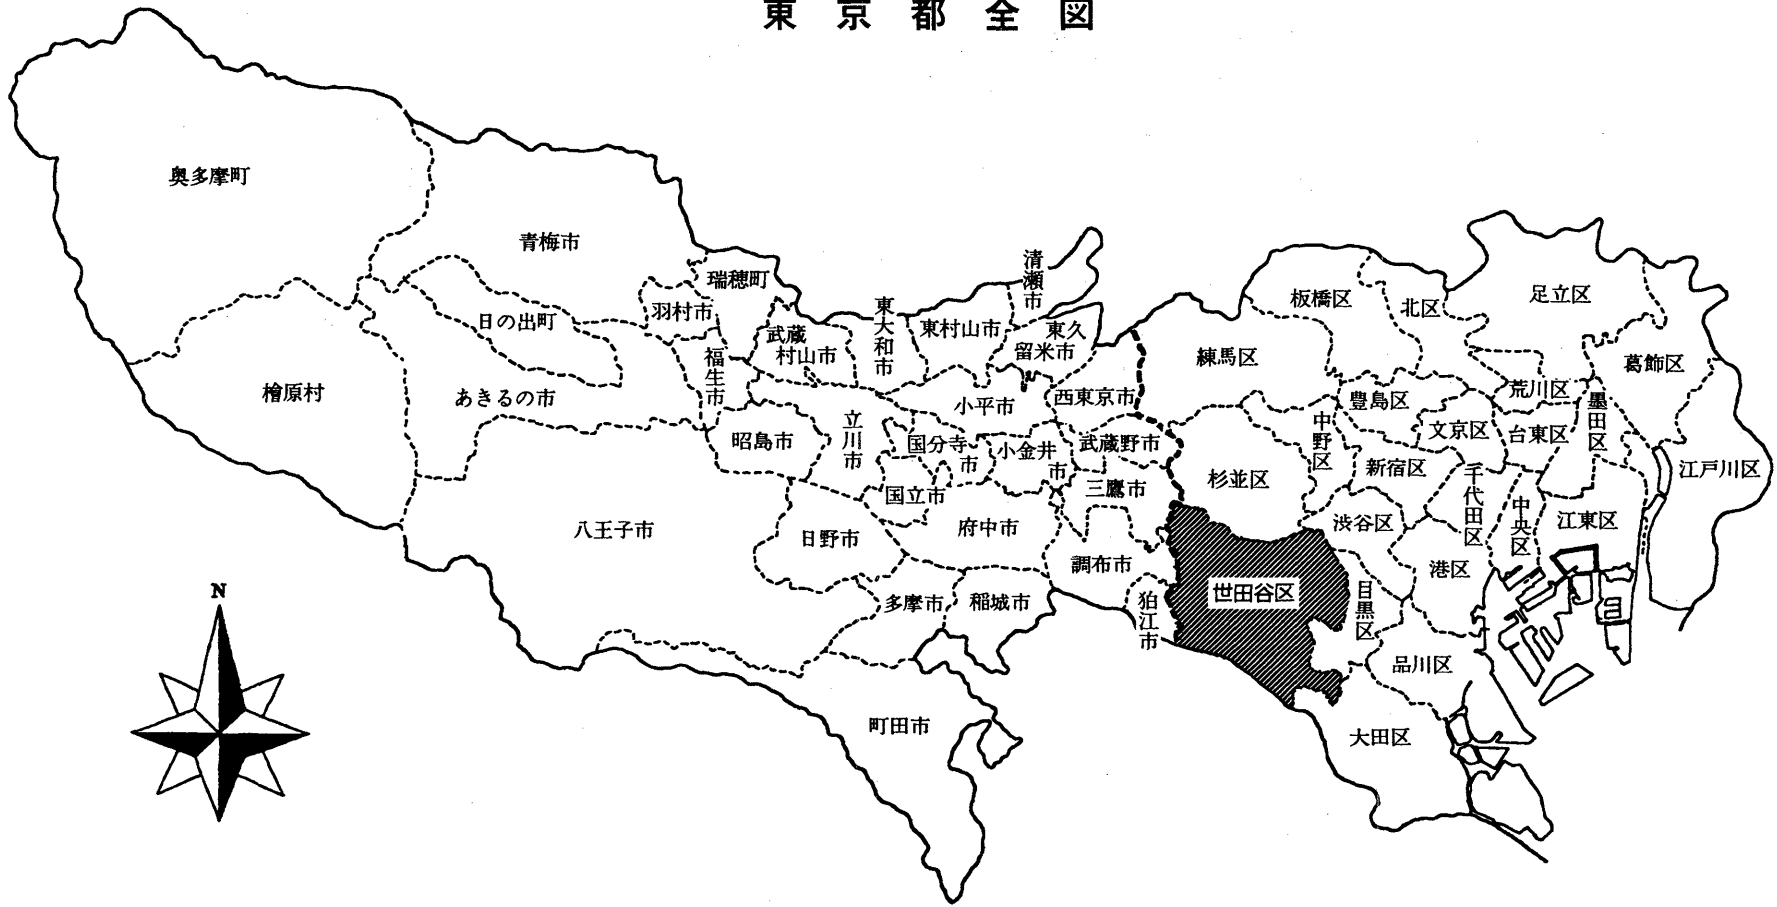 東京都全図
奥多摩町
青梅市
瑞穂町
羽村市
日の出町
檜原村
あきるの市
福生市
武蔵
村山市
東大和市
東村山市
清瀬市
東久
留米市
昭島市
立川市
小平市
西東京市
国分寺
市
小金井
市
武蔵野市
国立市
三鷹市
八王子市
日野市
府中市
調布市
多摩市
稲城市
狛江市
町田市
練馬区
板橋区
北区
足立区
葛飾区
豊島区
荒川区
中野区
文京区
台東区
墨田区
杉並区
新宿区
千代田区
江戸川区
渋谷区
中央区
江東区
世田谷区
目黒区
港区
品川区
大田区
N